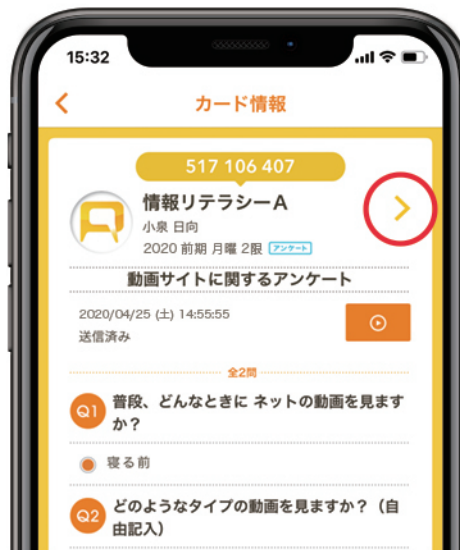 15:32
カード情報
517 106 407
情報リテラシーA
小泉 日向
2020 前期 月曜 2限 アンケート
動画サイトに関するアンケート
2020/04/25 (土) 14:55:55
送信済み
全2問
Q1 普段、どんなときに ネットの動画を見ます
か？
寝る前
Q2 どのようなタイプの動画を見ますか？（自
由記入）